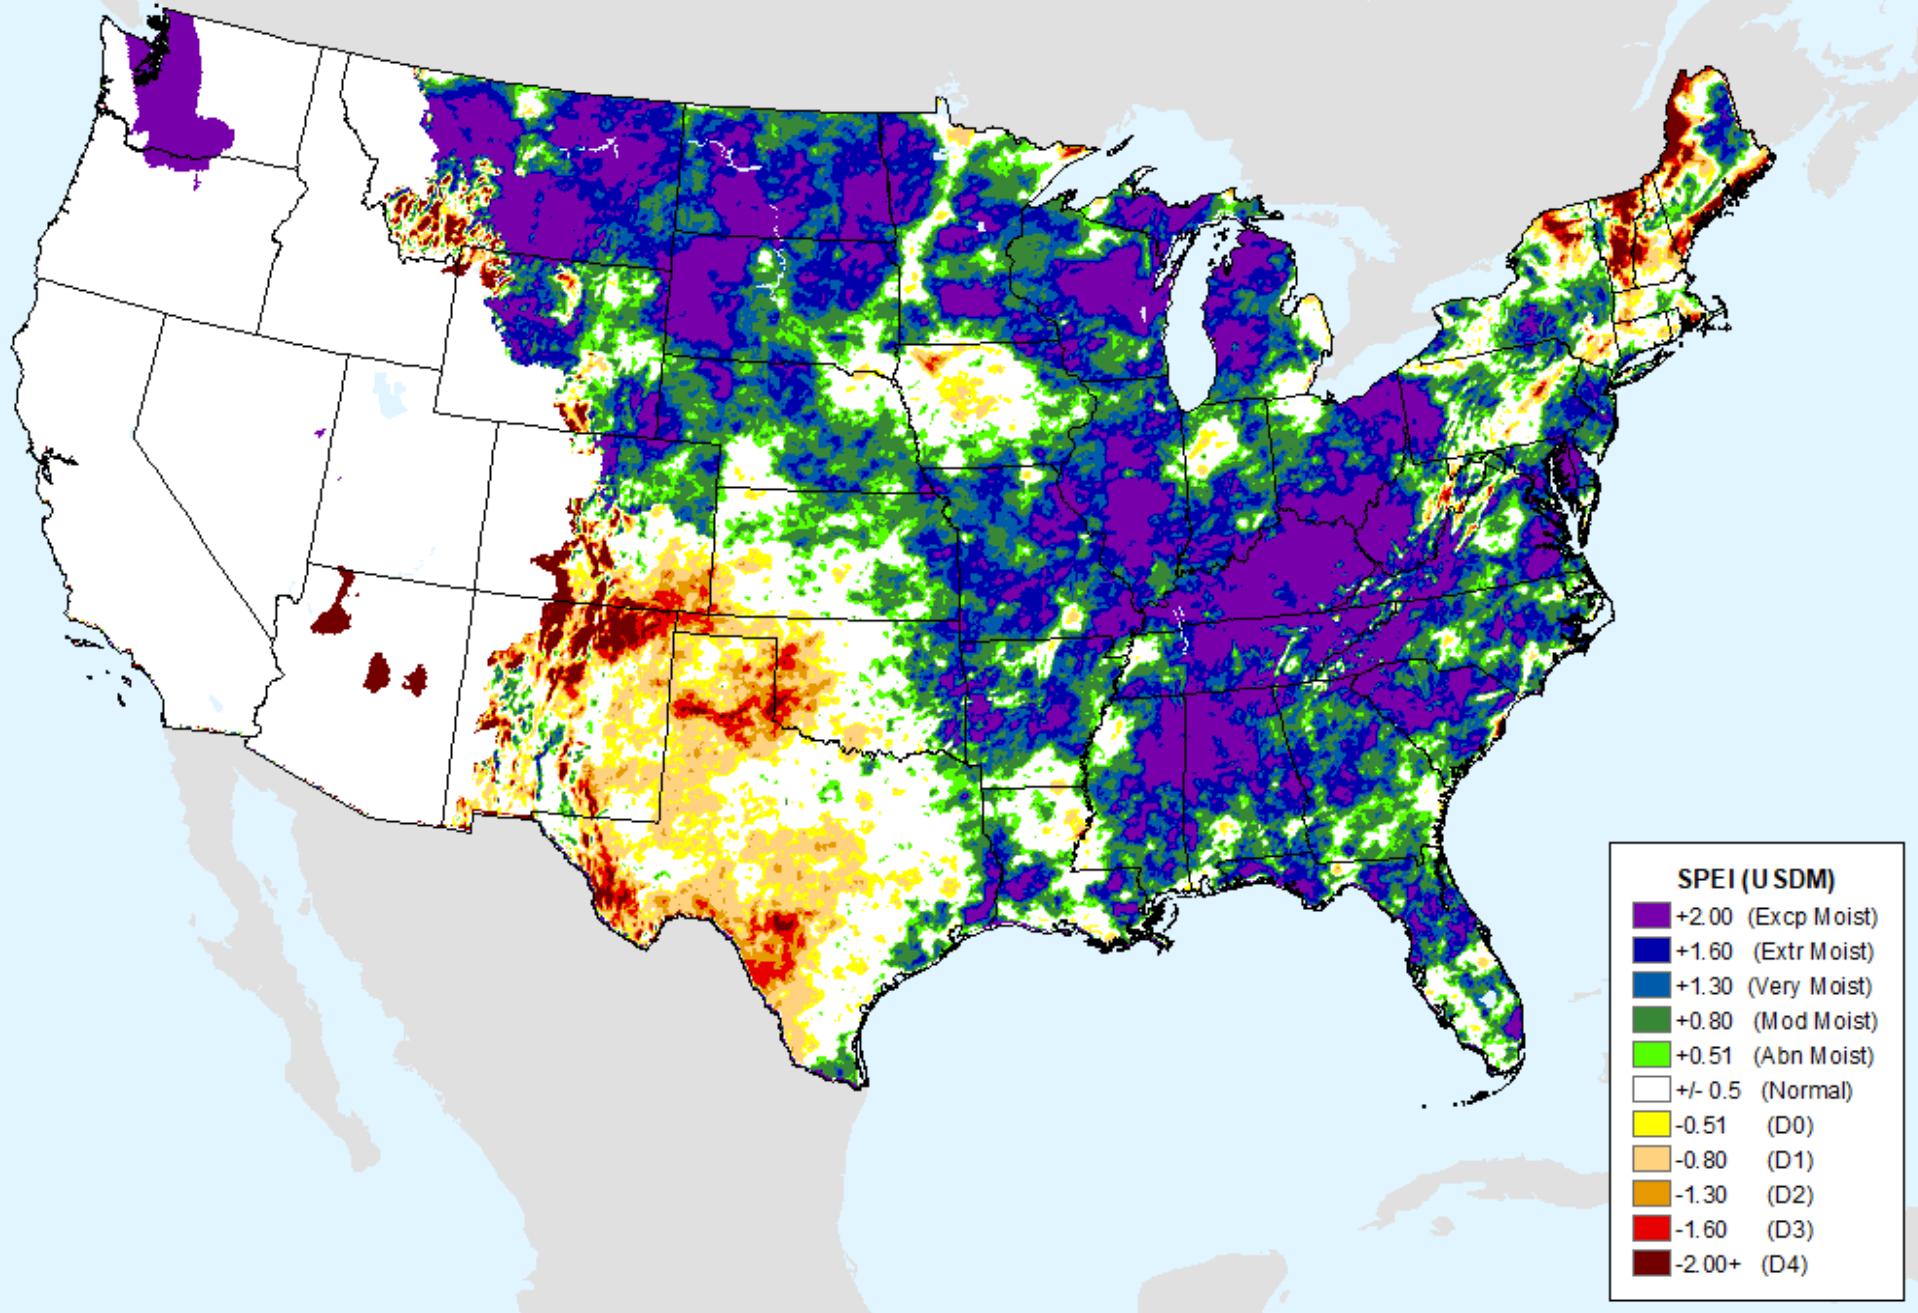 SPEI (USDM)
+2.00 (Excp Moist)
+1.60 (Extr Moist)
+1.30 (Very Moist)
+0.80 (Mod Moist)
+0.51 (Abn Moist)
+/- 0.5 (Normal)
-0.51 (D0)
-0.80 (D1)
-1.30 (D2)
-1.60 (D3)
-2.00+ (D4)